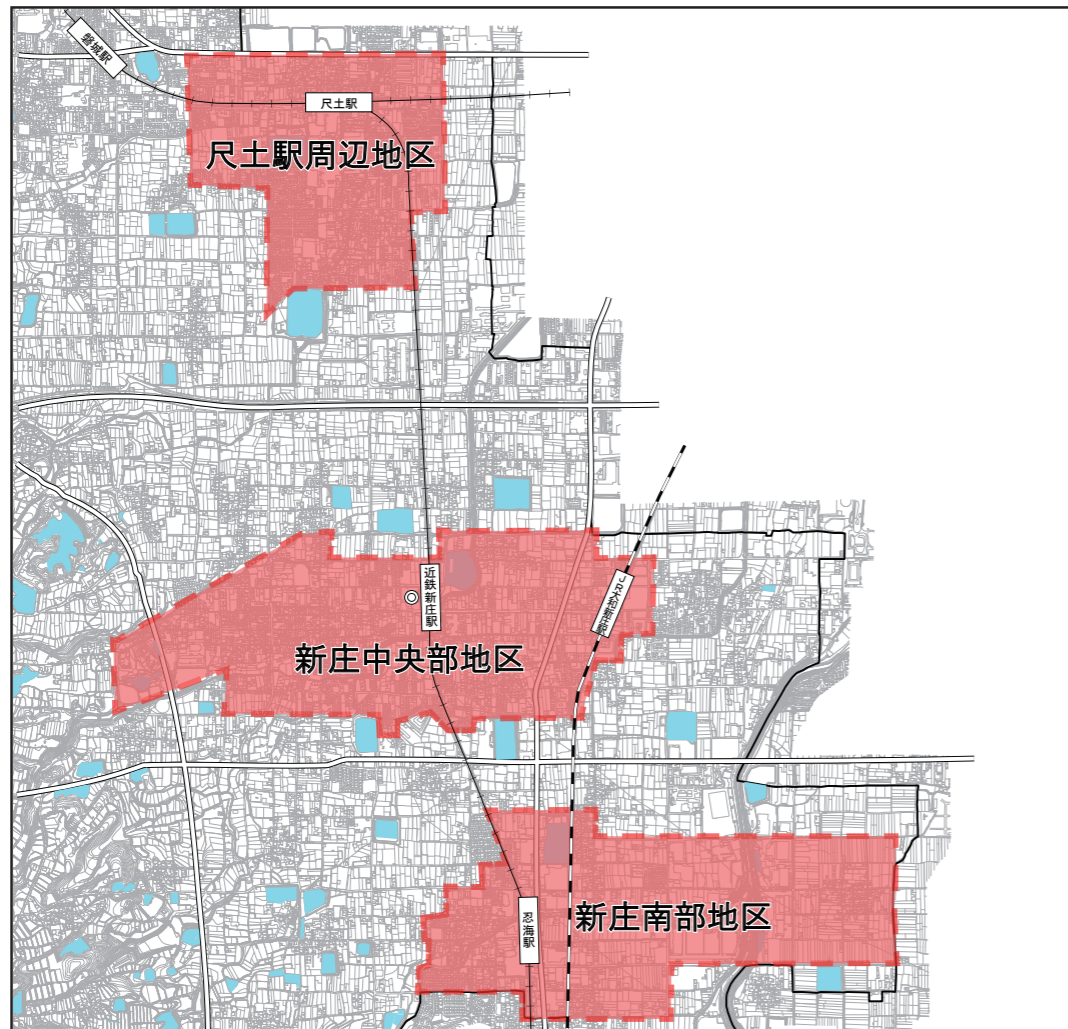 磐城駅
尺土駅
尺土駅周辺地区
近鉄新庄駅
JR大和新庄駅
新庄中央部地区
忍海駅
新庄南部地区